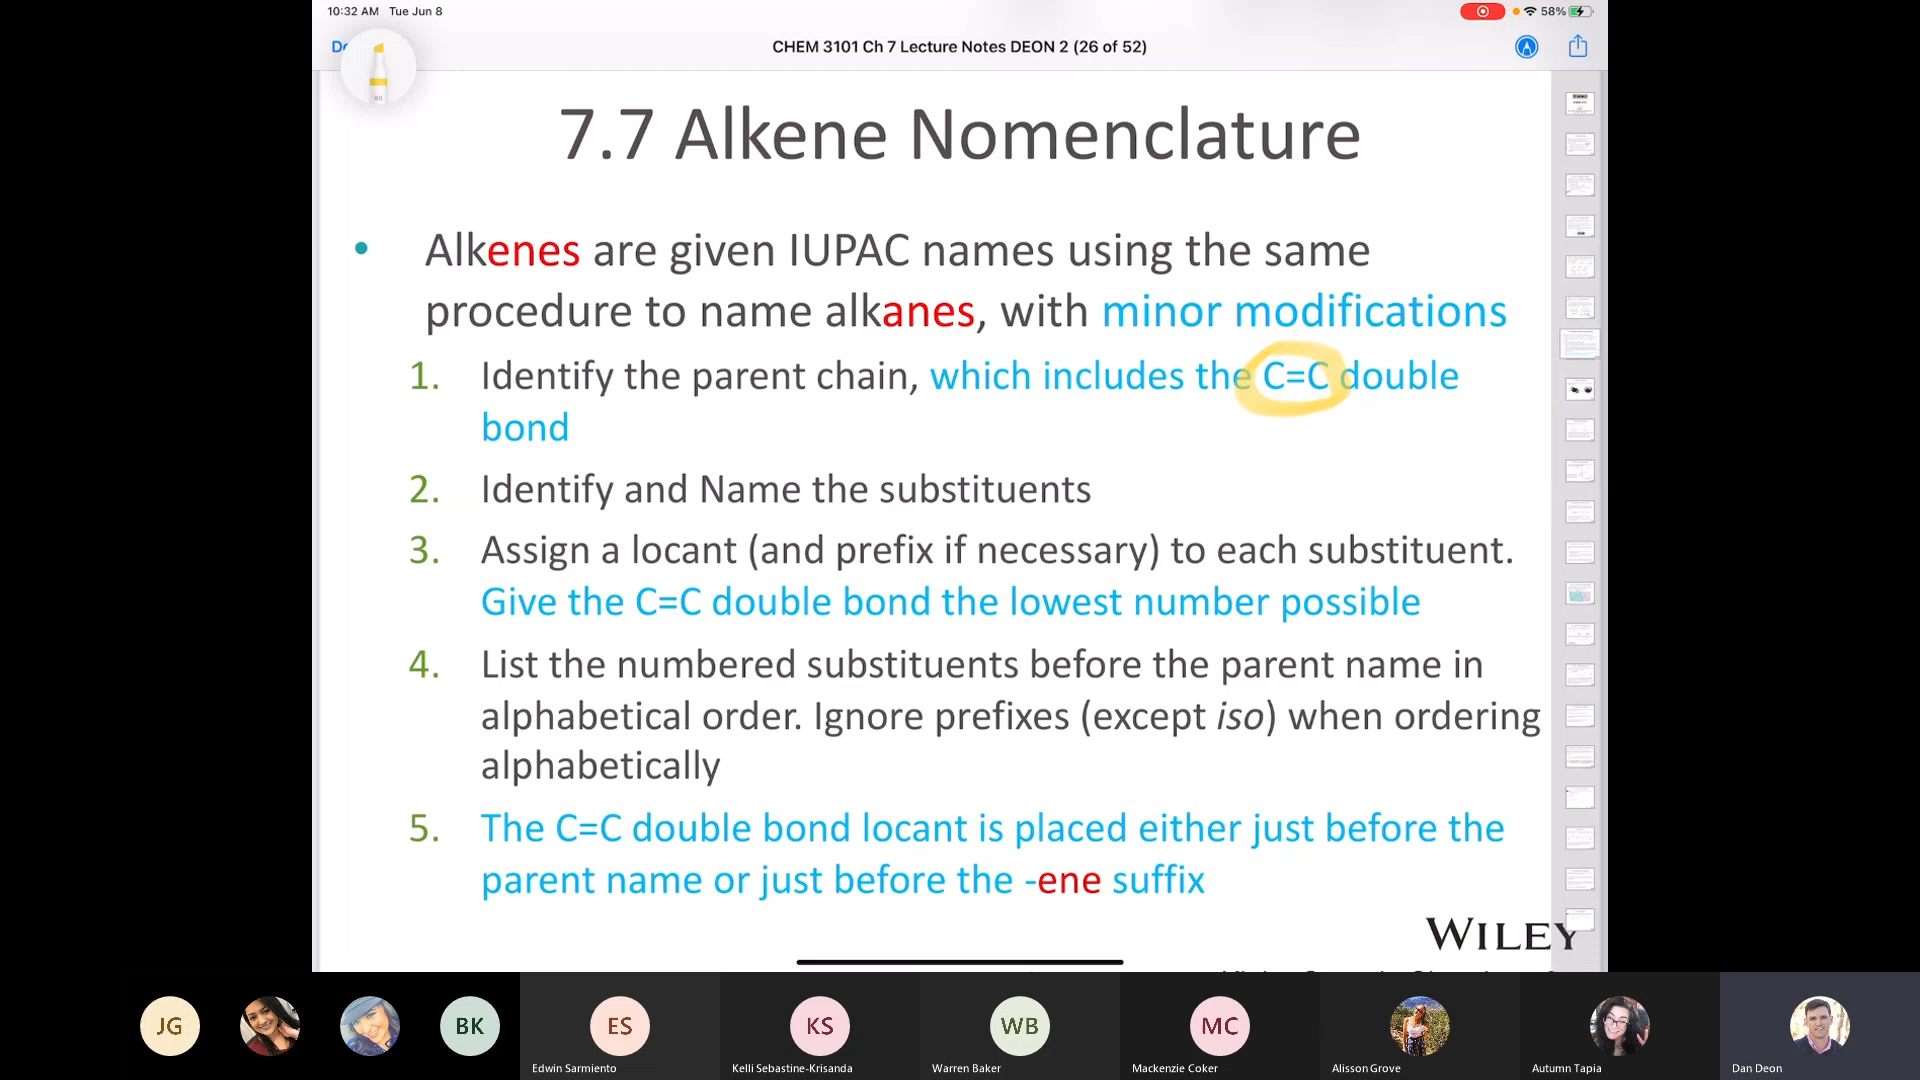 10:32 AM Tue Jun 8
58%
CHEM 3101 Ch 7 Lecture Notes DEON 2 (26 of 52)
7.7 Alkene Nomenclature
• Alkenes are given IUPAC names using the same
procedure to name alkanes, with minor modifications
1. Identify the parent chain, which includes the C=C double
bond
2. Identify and Name the substituents
3. Assign a locant (and prefix if necessary) to each substituent.
Give the C=C double bond the lowest number possible
4. List the numbered substituents before the parent name in
alphabetical order. Ignore prefixes (except iso) when ordering
alphabetically
5. The C=C double bond locant is placed either just before the
parent name or just before the -ene suffix
WILEY
JG
BK
ES
KS
WB
MC
Edwin Sarmiento
Kelli Sebastine-Krisanda
Warren Baker
Mackenzie Coker
Alisson Grove
Autumn Tapia
Dan Deon